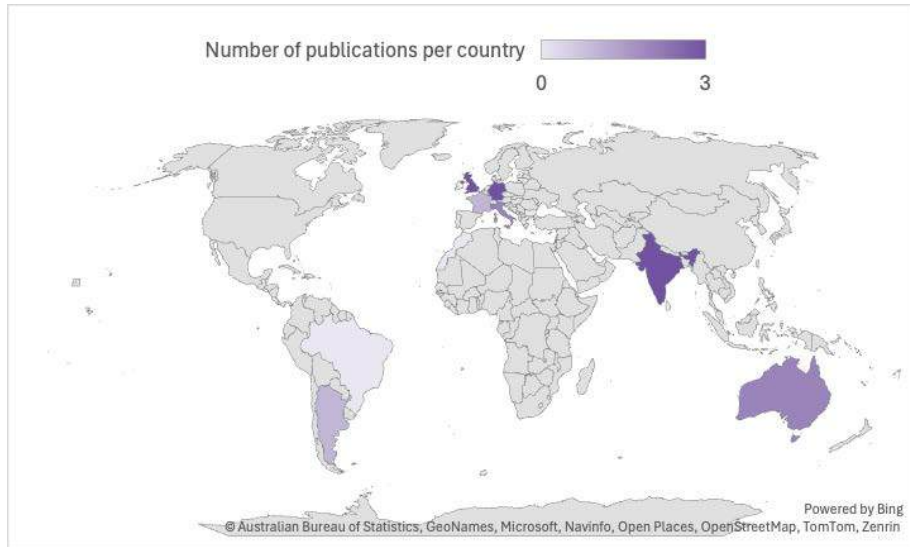 Number of publications per country
0 3
Powered by Bing
© Australian Bureau of Statistics, GeoNames, Microsoft, Navinfo, Open Places, OpenStreetMap, TomTom, Zenrin